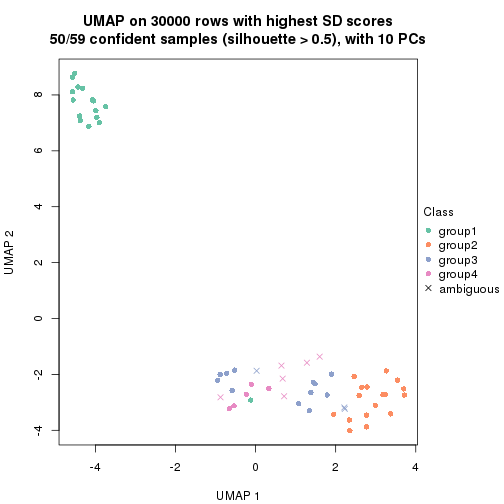 UMAP on 30000 rows with highest SD scores
50/59 confident samples (silhouette > 0.5), with 10 PCs
UMAP 2
8
6
4
2
0
-2
-4
-4
-2
0
2
4
UMAP 1
Class
group1
group2
group3
group4
ambiguous